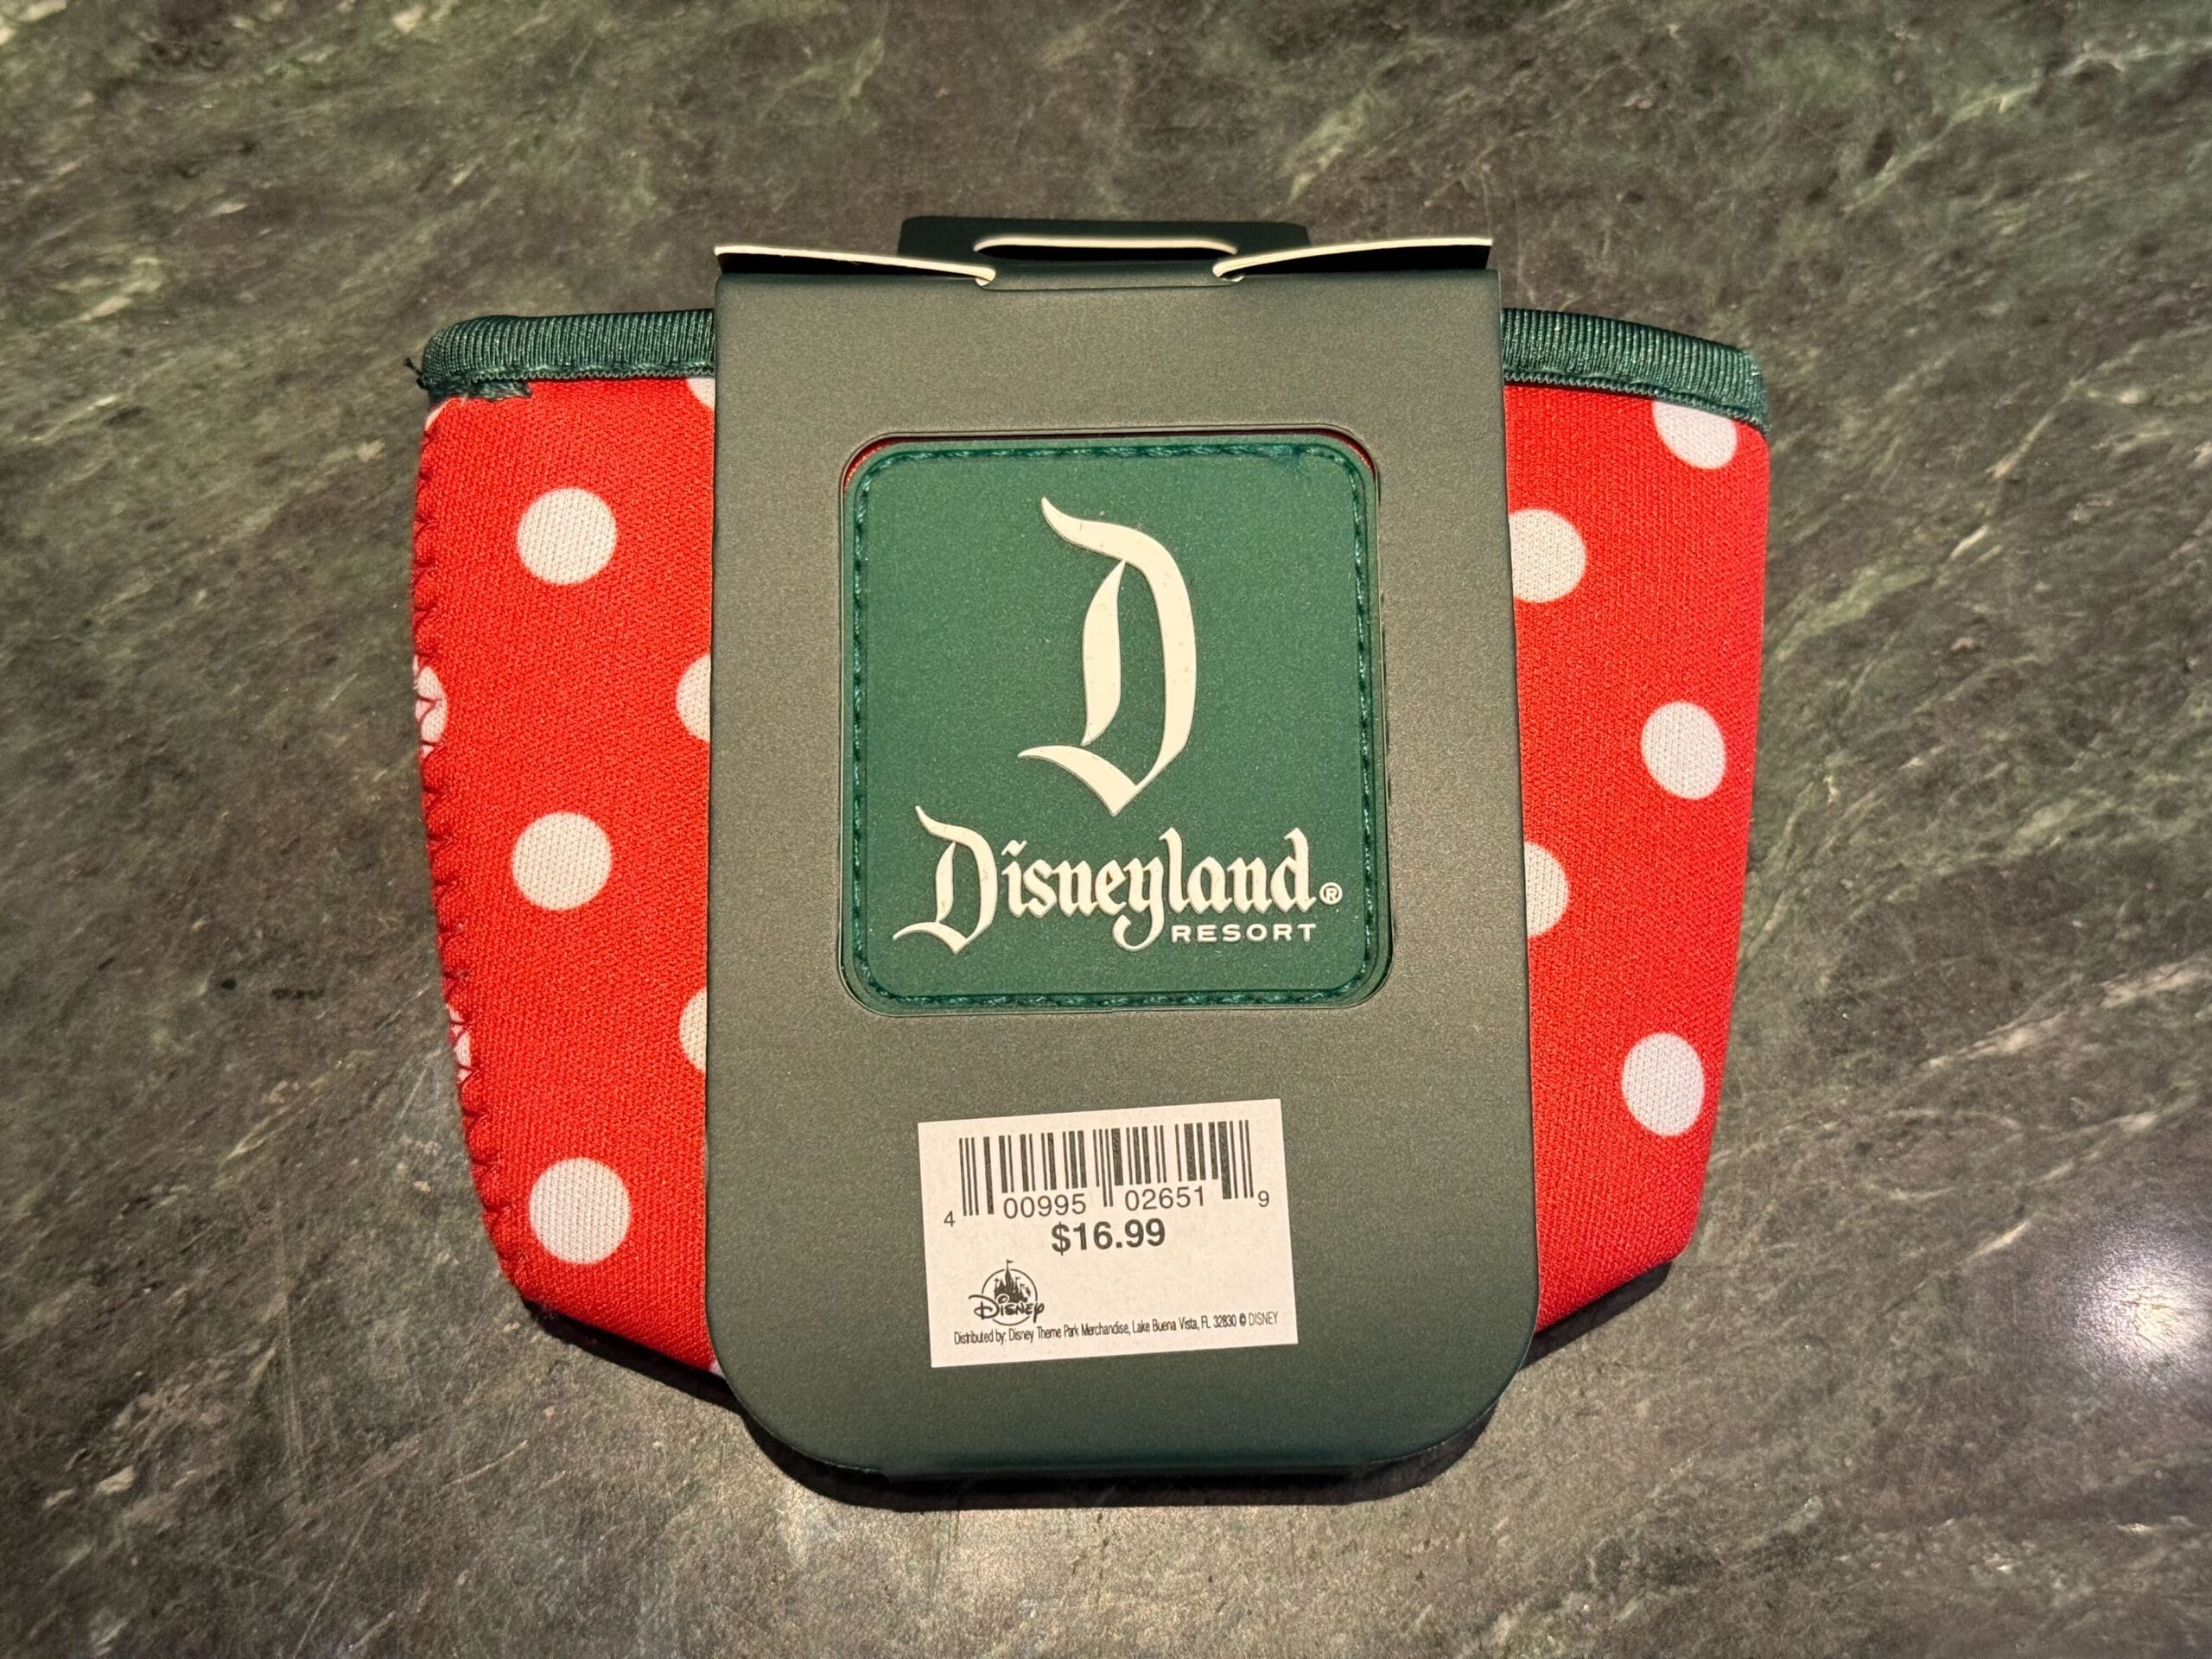 D
Disneyland®
RESORT
4 00995 02651 9
$16.99
Disney
Distributed by: Disney Theme Park Merchandise, Lake Buena Vista, FL 32830 © DISNEY